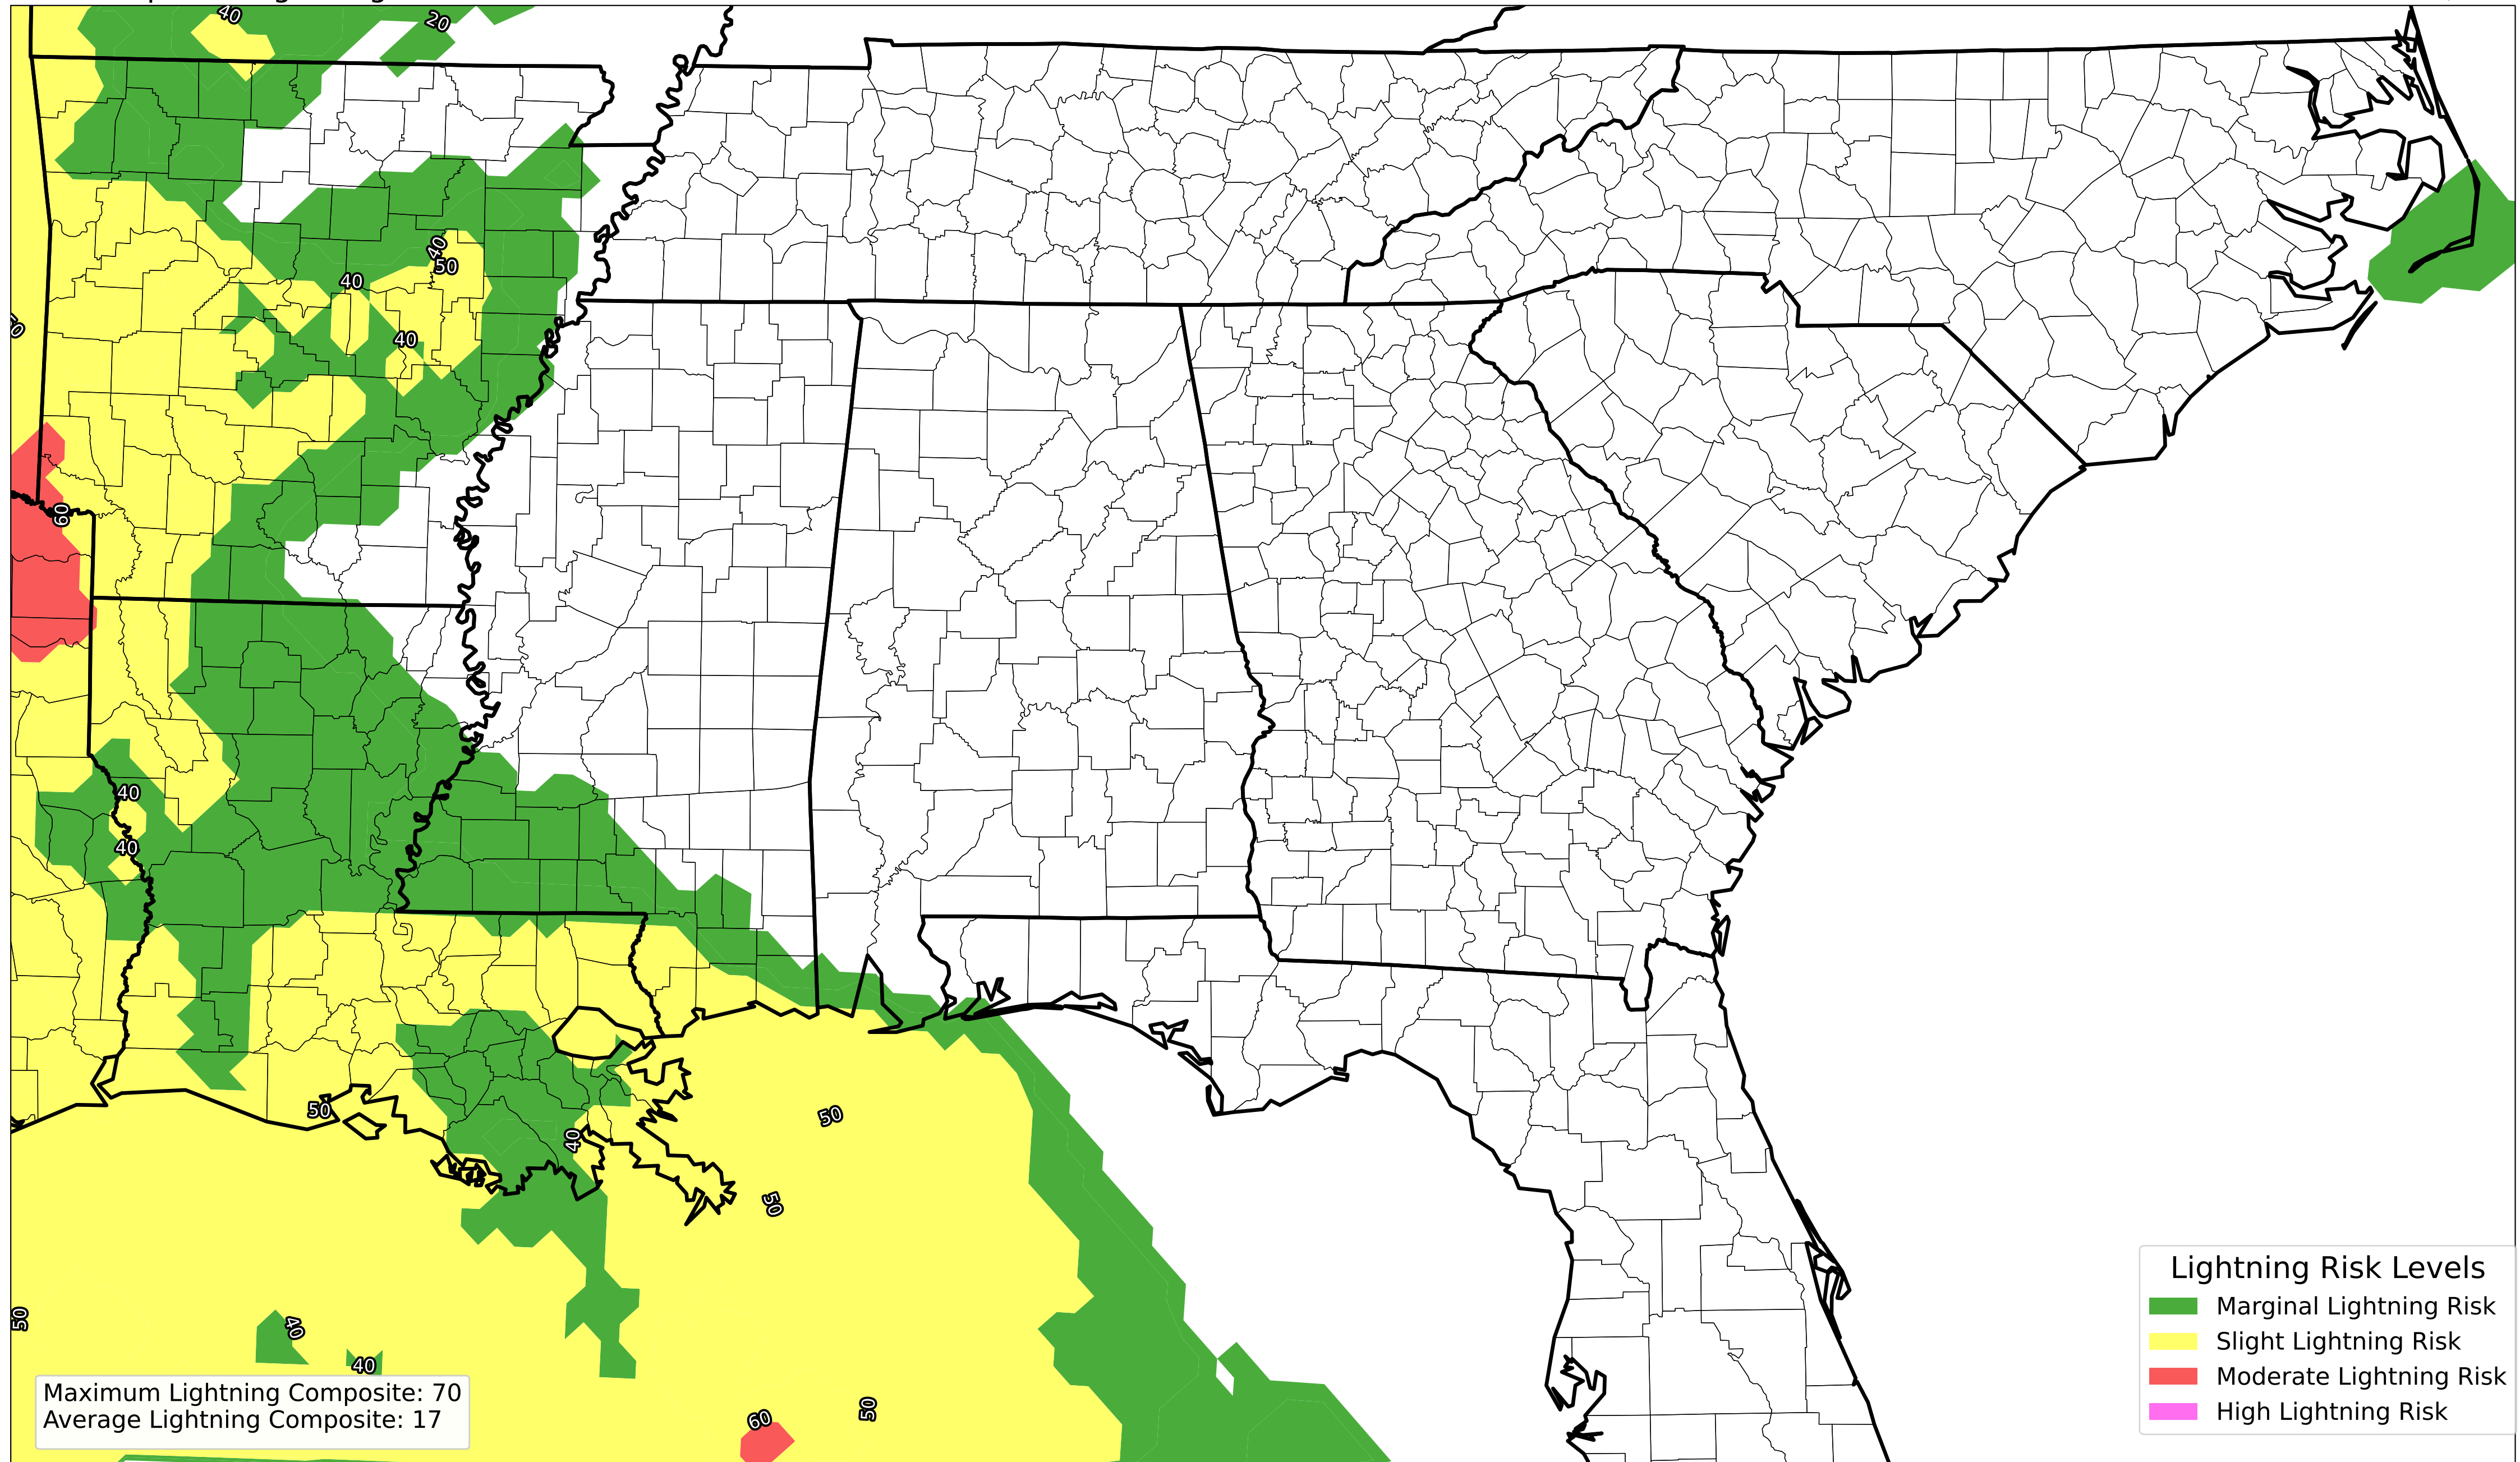 40
20
40
50
40
40
60
40
40
50
50
40
50
50
40
40
50
60
Lightning Risk Levels
Marginal Lightning Risk
Slight Lightning Risk
Moderate Lightning Risk
High Lightning Risk
Maximum Lightning Composite: 70
Average Lightning Composite: 17